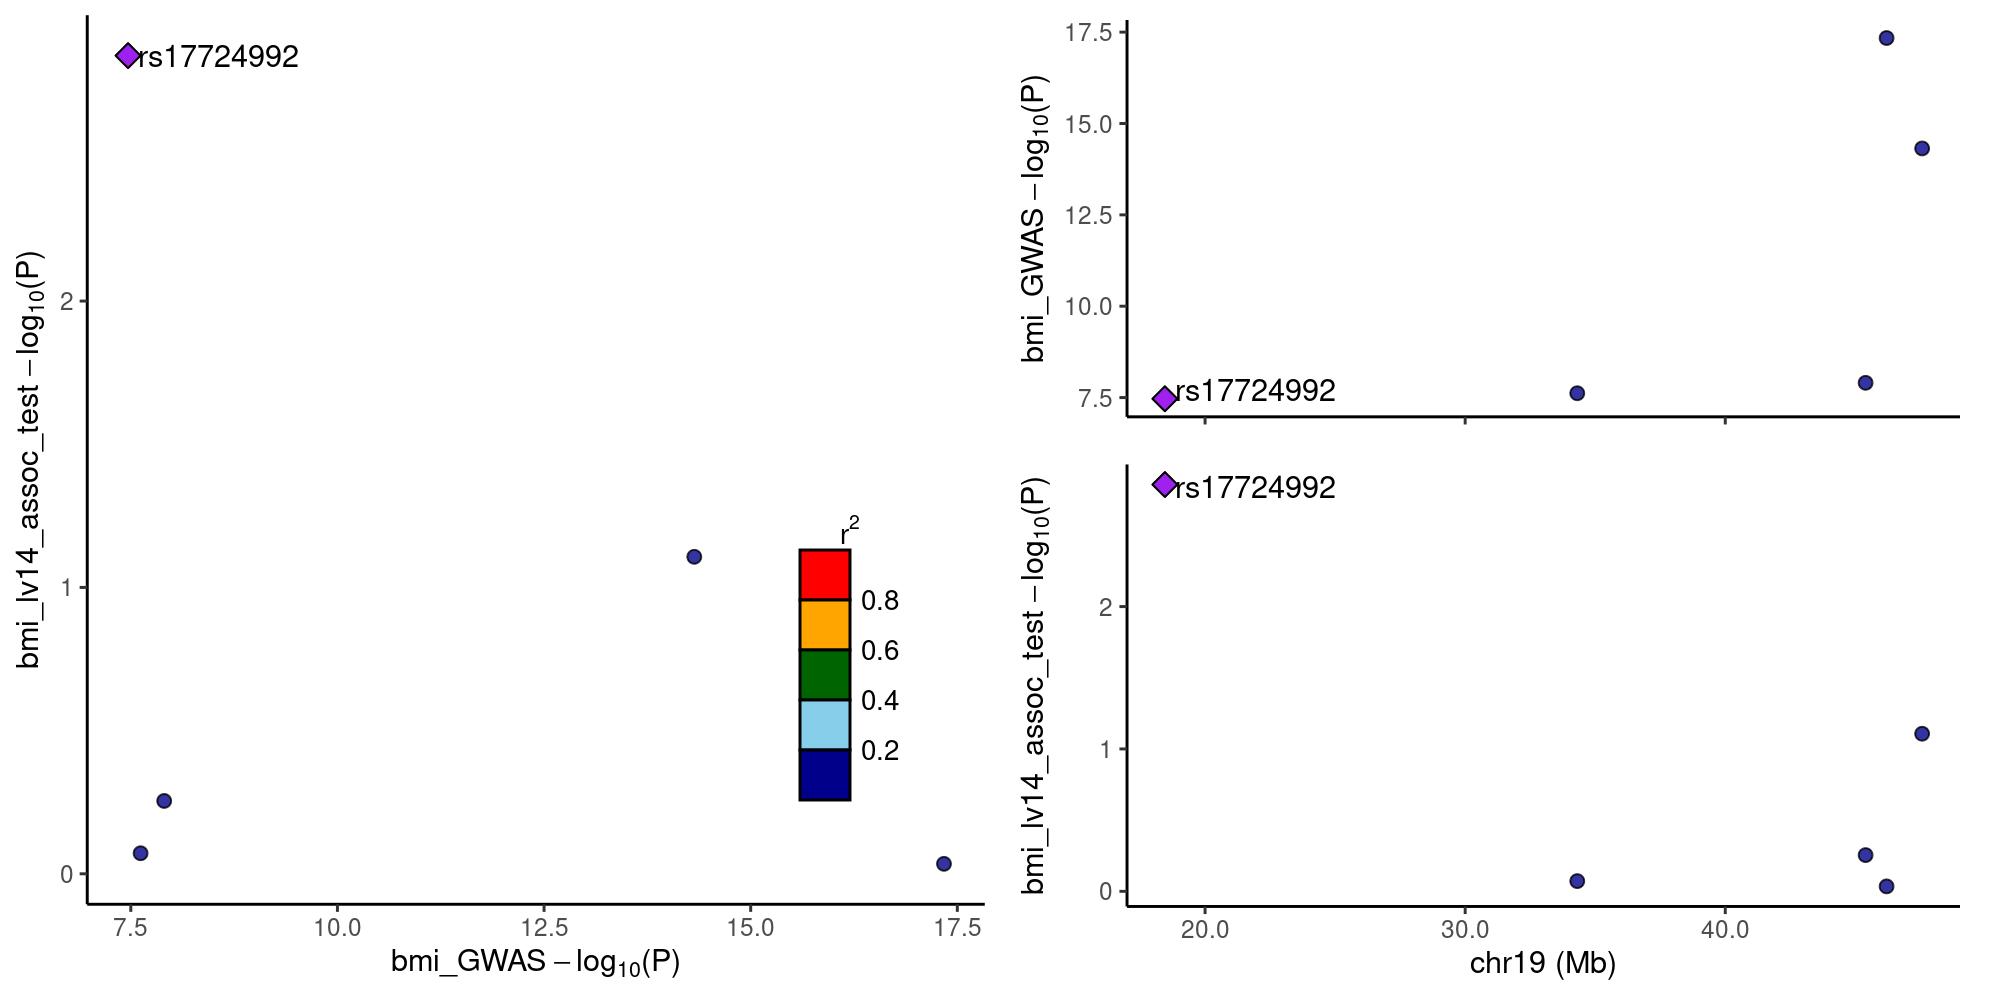 rs17724992
bmi_lv14_assoc_test −log10(P)
2
1
0
r2
0.8
0.6
0.4
0.2
7.5 10.0 12.5 15.0 17.5
bmi_GWAS −log10(P)
bmi_GWAS −log10(P)
17.5
15.0
12.5
10.0
7.5
rs17724992
bmi_lv14_assoc_test −log10(P)
rs17724992
2
1
0
20.0 30.0 40.0
chr19 (Mb)